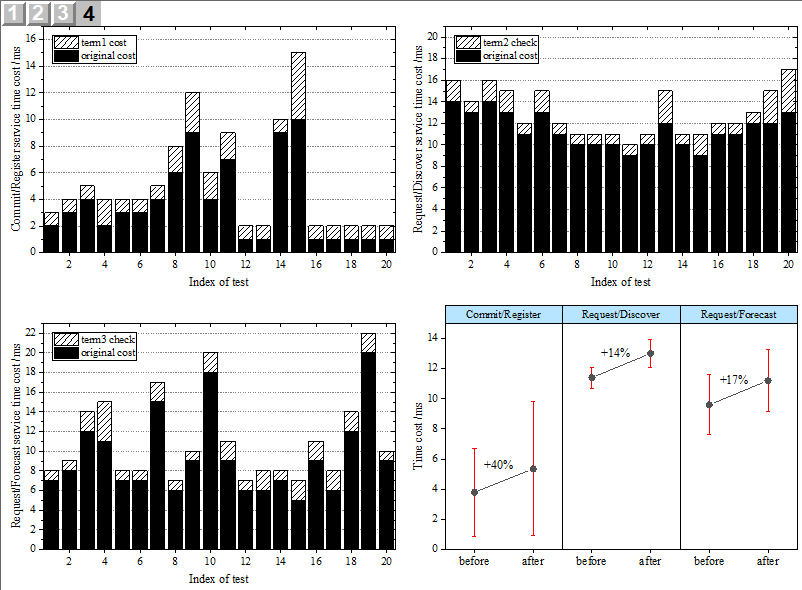 1 2 3 4
Commit/Register service time cost /ms
16
14
12
10
8
6
4
2
0
term1 cost
original cost
2 4 6 8 10 12 14 16 18 20
Index of test
Request/Discover service time cost /ms
20
18
16
14
12
10
8
6
4
2
0
term2 check
original cost
2 4 6 8 10 12 14 16 18 20
Index of test
Request/Forecast service time cost /ms
22
20
18
16
14
12
10
8
6
4
2
0
term3 check
original cost
2 4 6 8 10 12 14 16 18 20
Index of test
Commit/Register Request/Discover Request/Forecast
Time cost /ms
14
12
10
8
6
4
2
0
+40%
+14%
+17%
before after before after before after